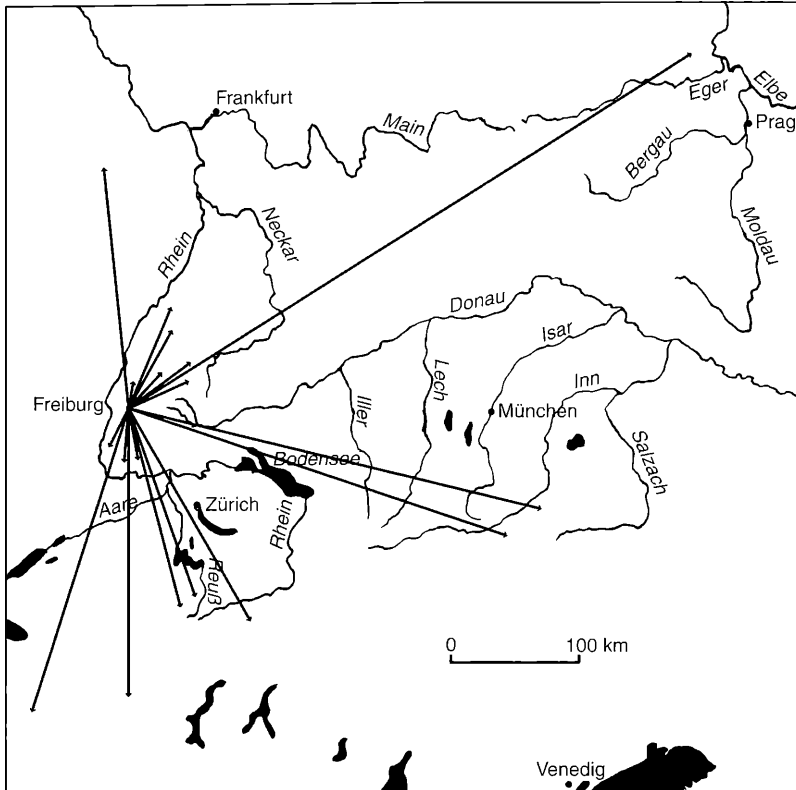 Frankfurt
Main
Eger
Elbe
Prag
Bergau
Moldau
Rhein
Neckar
Donau
Isar
Inn
Lech
Iller
München
Salzach
Freiburg
Bodensee
Aare
Zürich
Rhein
Reuß
0 100 km
Venedig